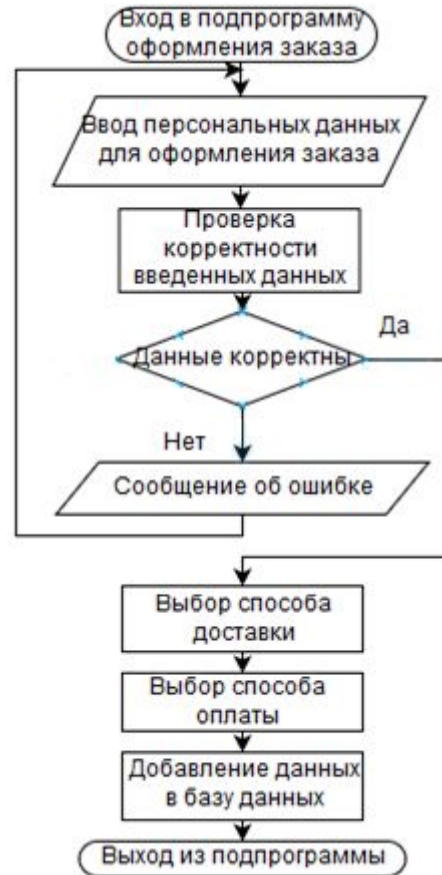 Вход в подпрограмму
оформления заказа
Ввод персональных данных
для оформления заказа
Проверка
корректности
введенных данных
Да
Данные корректны
Нет
Сообщение об ошибке
Выбор способа
доставки
Выбор способа
оплаты
Добавление данных
в базу данных
Выход из подпрограммы